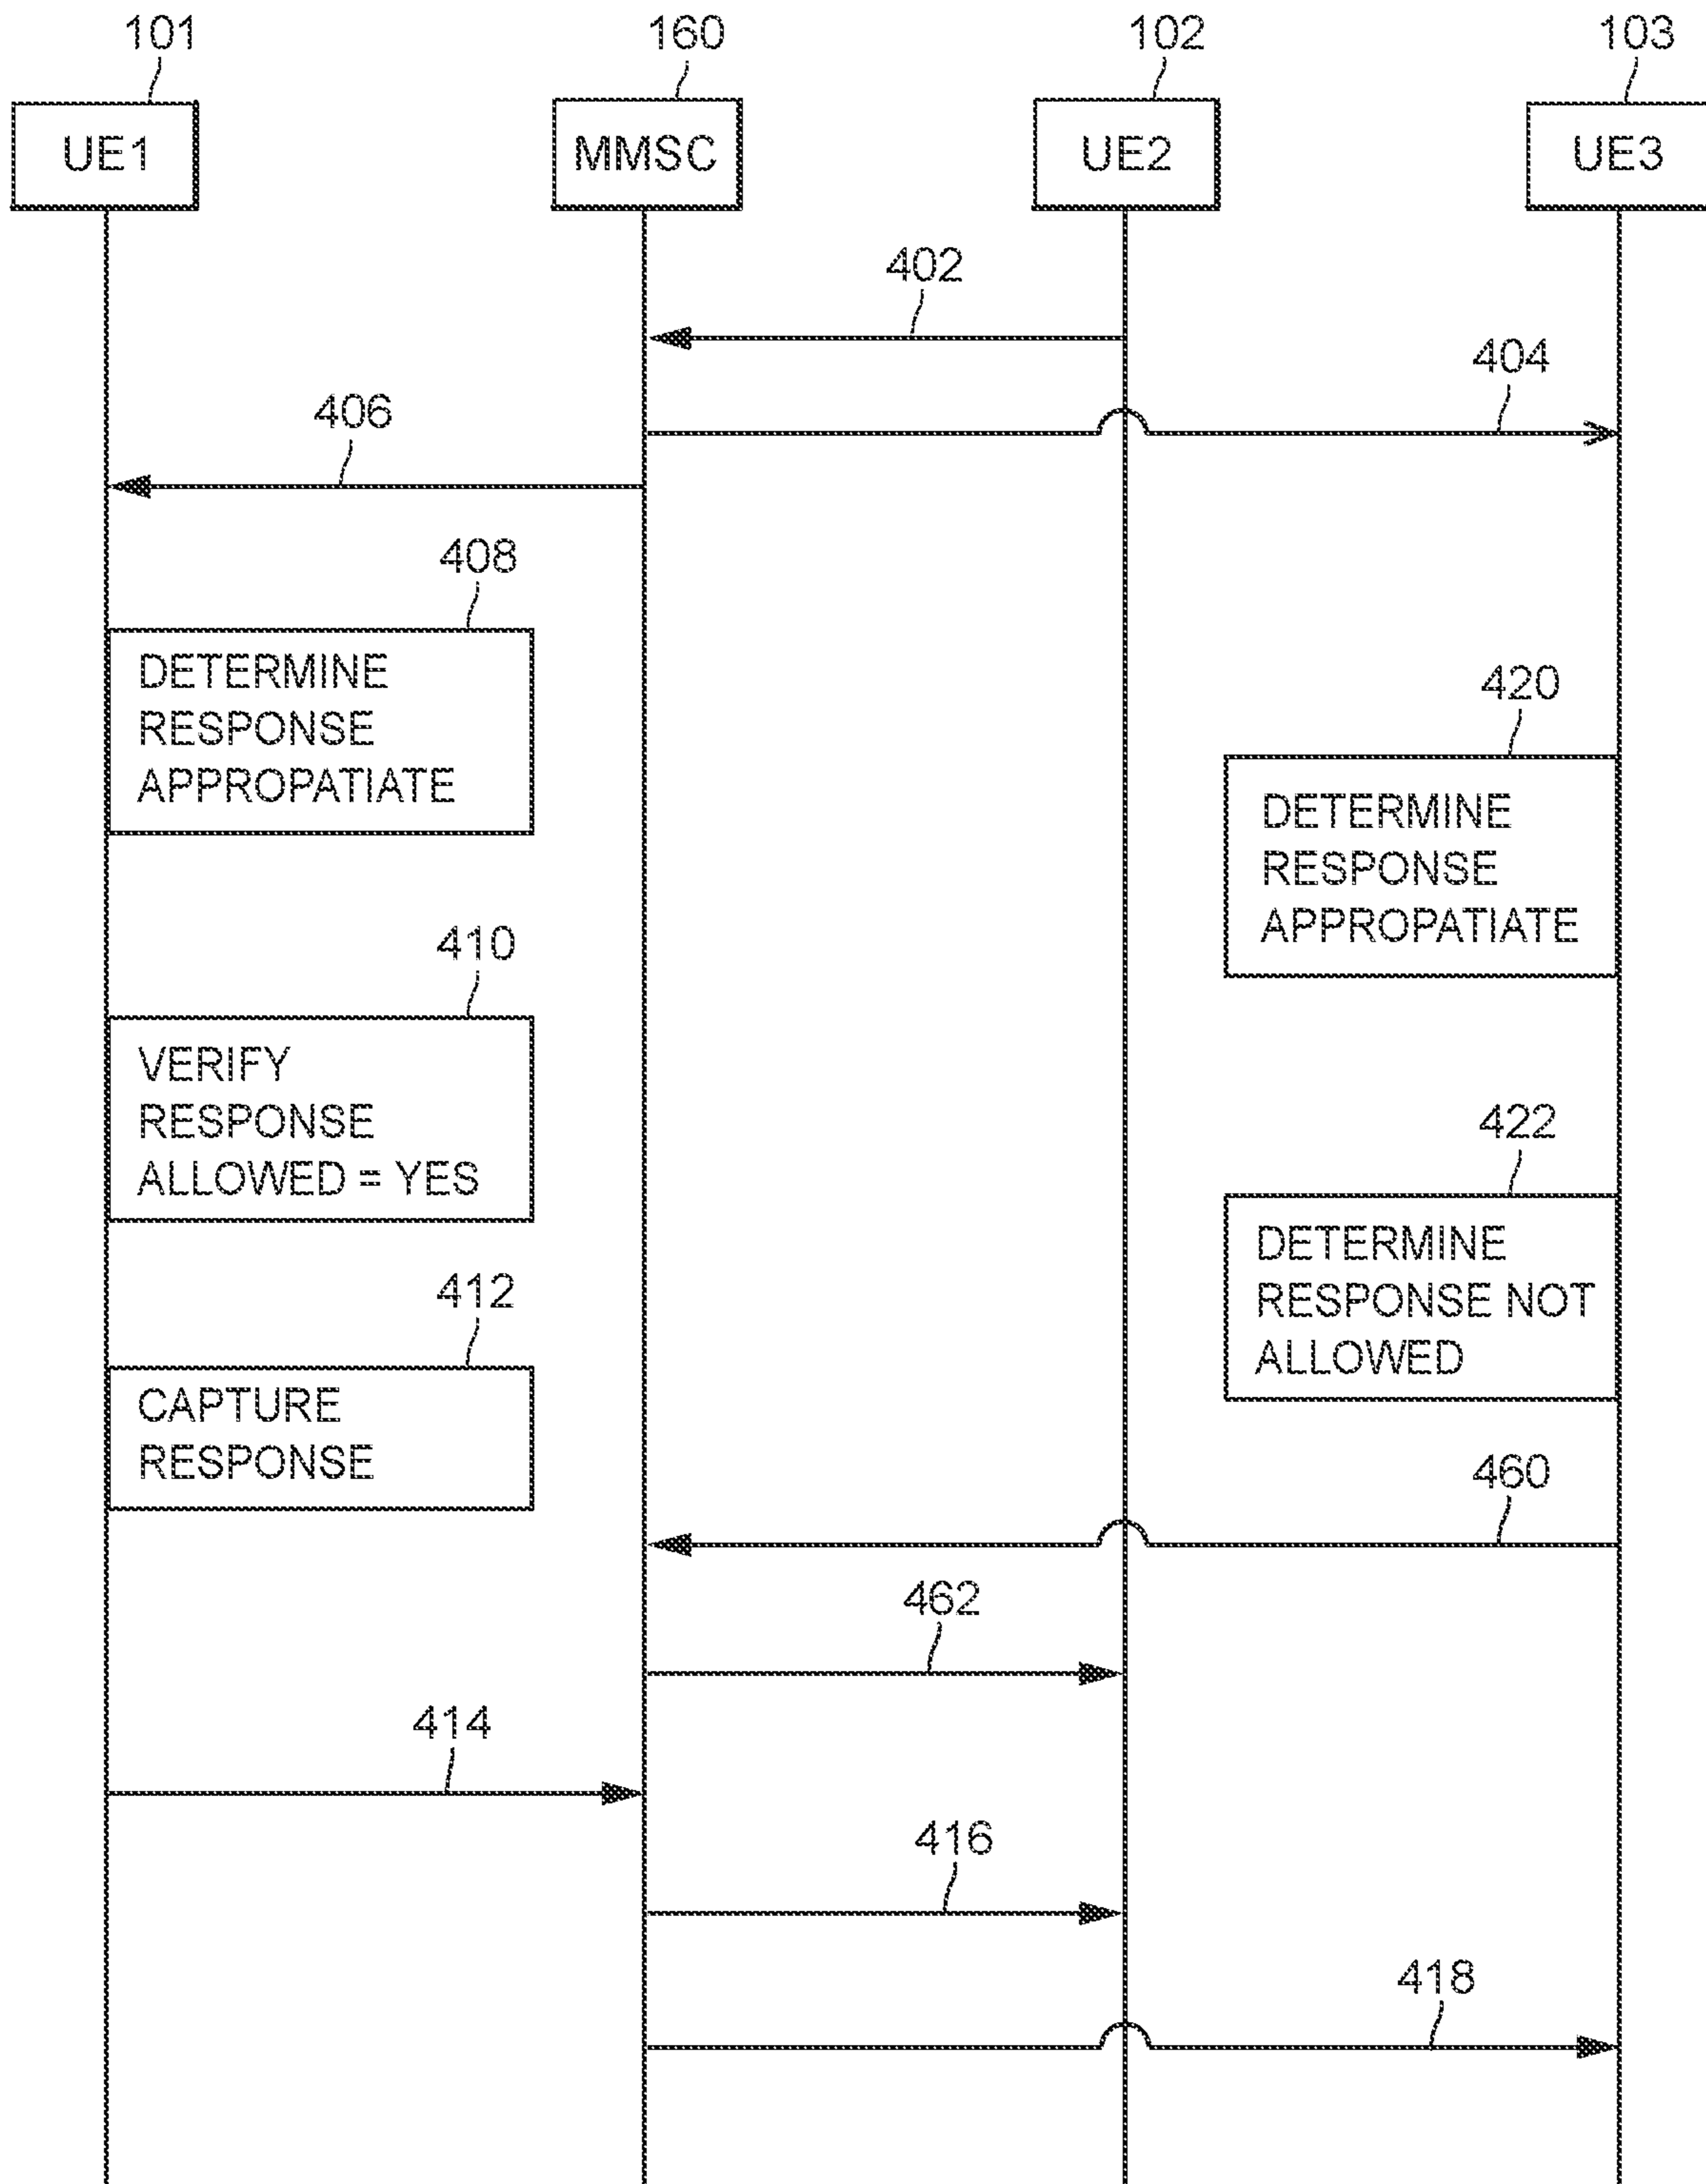 101
160
102
103
UE1
MMSC
UE2
UE3
402
404
406
408
DETERMINE
RESPONSE
APPROPATIATE
420
DETERMINE
RESPONSE
APPROPATIATE
410
VERIFY
RESPONSE
ALLOWED = YES
422
DETERMINE
RESPONSE NOT
ALLOWED
412
CAPTURE
RESPONSE
460
462
414
416
418